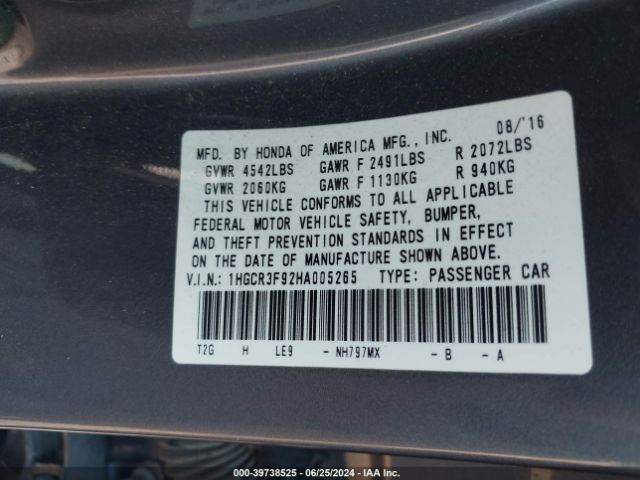 MFD. BY HONDA OF AMERICA MFG., INC. 08/'16
GVWR 4542LBS GAWR F 2491LBS R 2072LBS
GVWR 2060KG GAWR F 1130KG R 940KG
THIS VEHICLE CONFORMS TO ALL APPLICABLE
FEDERAL MOTOR VEHICLE SAFETY, BUMPER,
AND THEFT PREVENTION STANDARDS IN EFFECT
ON THE DATE OF MANUFACTURE SHOWN ABOVE.
V.I.N.: 1HGCR3F92HA005265 TYPE: PASSENGER CAR
T2G H LE9 - NH797MX - B - A
000-39738525 - 06/25/2024 - IAA Inc.